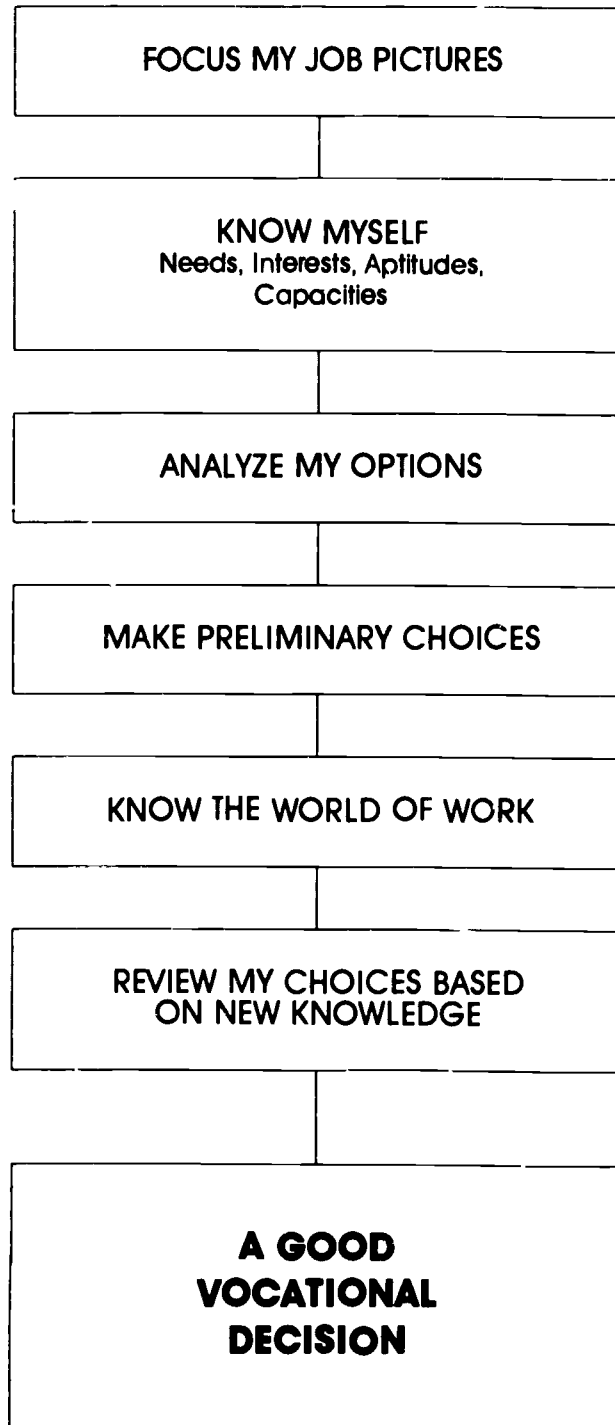 FOCUS MY JOB PICTURES
KNOW MYSELF
Needs, Interests, Aptitudes,
Capacities
ANALYZE MY OPTIONS
MAKE PRELIMINARY CHOICES
KNOW THE WORLD OF WORK
REVIEW MY CHOICES BASED
ON NEW KNOWLEDGE
A GOOD
VOCATIONAL
DECISION